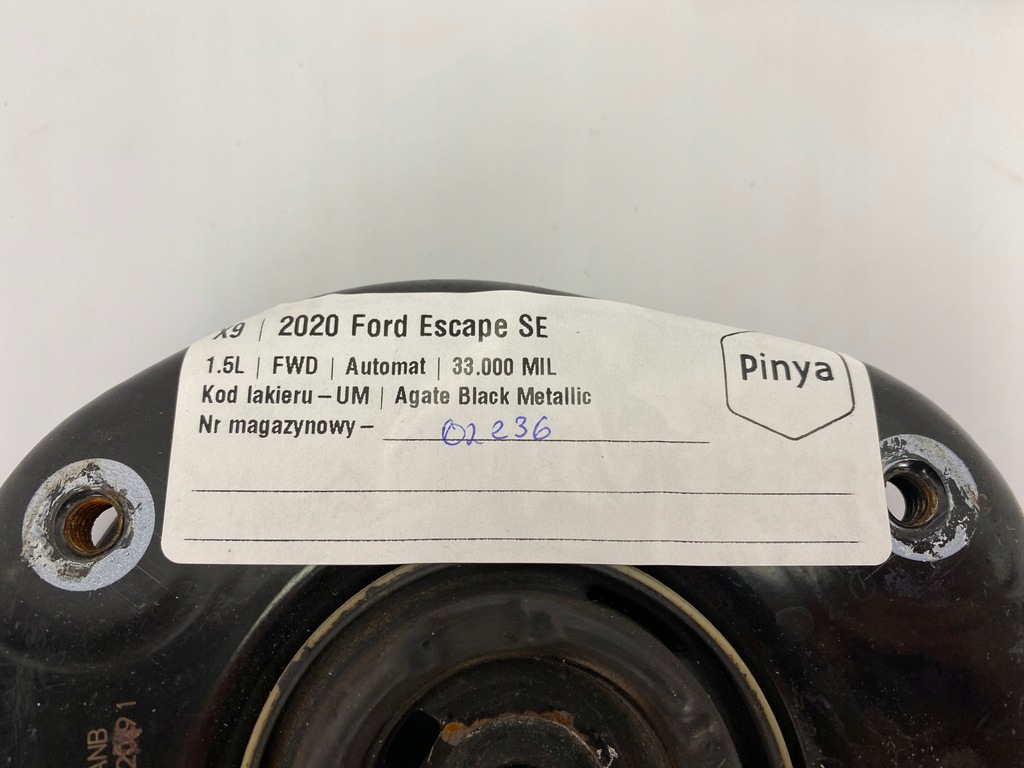 X9 | 2020 Ford Escape SE
1.5L | FWD | Automat | 33.000 MIL
Kod lakieru – UM | Agate Black Metallic
Nr magazynowy – 02236
Pinya
ANB